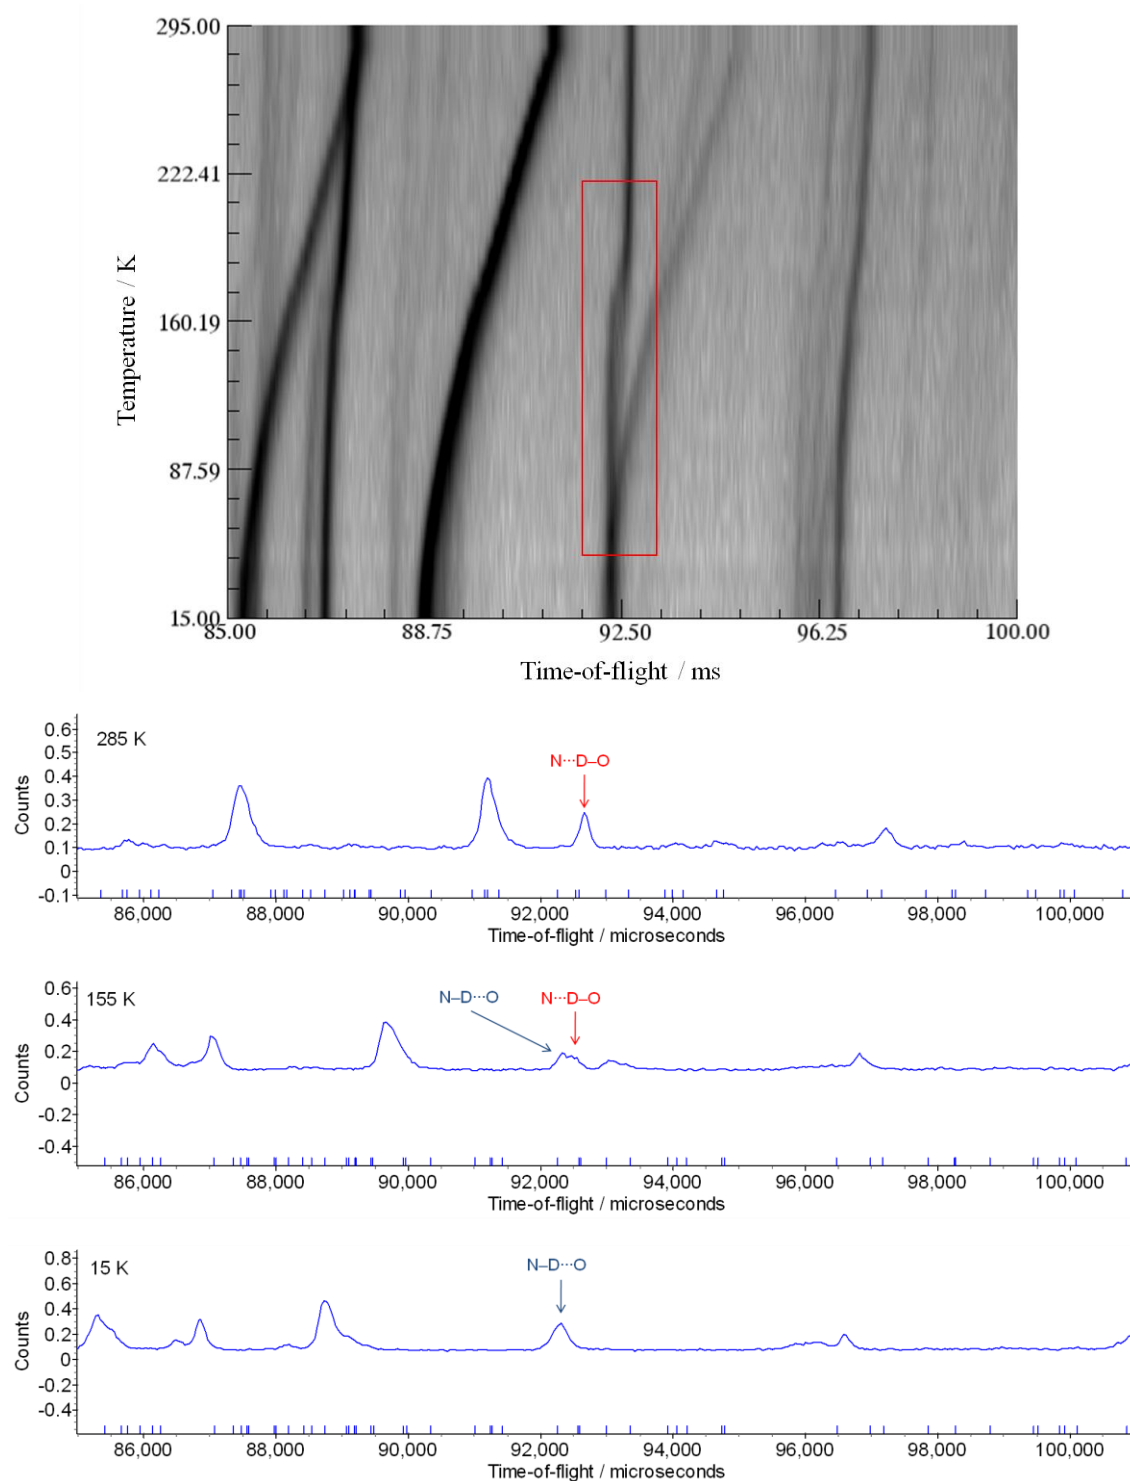 295.00
222.41
160.19
87.59
15.00
Temperature / K
85.00 88.75 92.50 96.25 100.00
Time-of-flight / ms
285 K
N···D–O
0.6
0.5
0.4
0.3
0.2
0.1
0
-0.1
Counts
86,000 88,000 90,000 92,000 94,000 96,000 98,000 100,000
Time-of-flight / microseconds
155 K
N–D···O N···D–O
0.6
0.4
0.2
0
-0.2
-0.4
Counts
86,000 88,000 90,000 92,000 94,000 96,000 98,000 100,000
Time-of-flight / microseconds
15 K
N–D···O
0.8
0.6
0.4
0.2
0
-0.2
-0.4
Counts
86,000 88,000 90,000 92,000 94,000 96,000 98,000 100,000
Time-of-flight / microseconds